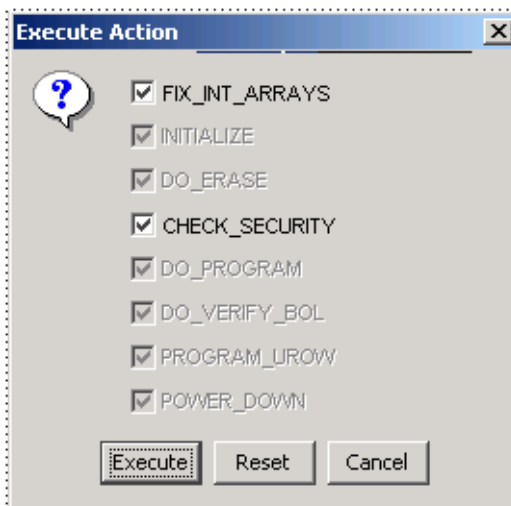 Execute Action
FIX_INT_ARRAYS
INITIALIZE
DO_ERASE
CHECK_SECURITY
DO_PROGRAM
DO_VERIFY_BOL
PROGRAM_UROW
POWER_DOWN
Execute Reset Cancel